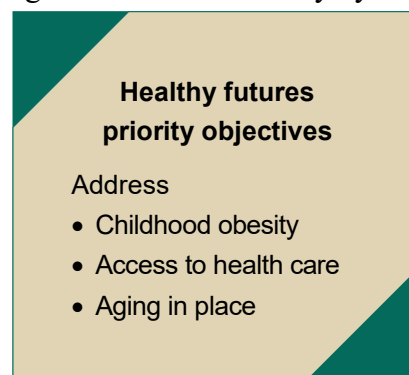 Healthy futures
priority objectives
Address
• Childhood obesity
• Access to health care
• Aging in place